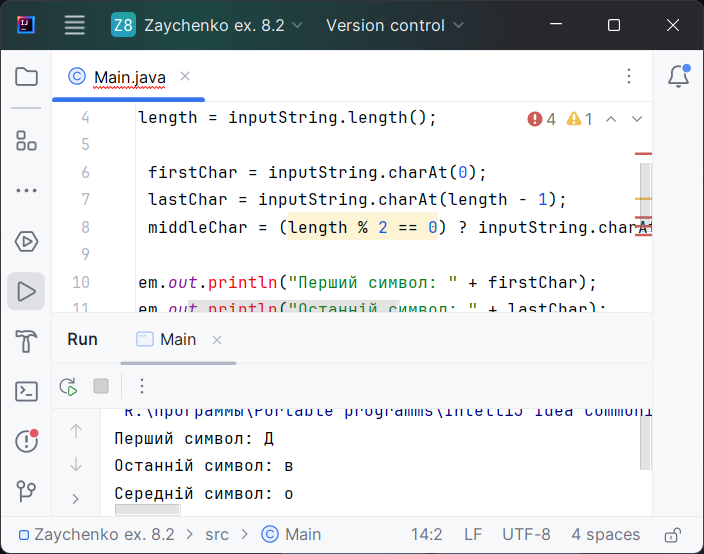 Z8 Zaychenko ex. 8.2 Version control
Main.java
4 length = inputString.length();
4 1
5
6 firstChar = inputString.charAt(0);
7 lastChar = inputString.charAt(length - 1);
8 middleChar = (length % 2 == 0) ? inputString.charAt
9
10 em.out.println("Перший символ: " + firstChar);
11 em.out.println("Останній символ: " + lastChar);
Run Main
R:\Программы\Portable programms\IntelliJ Idea Communi
Перший символ: Д
Останній символ: в
Середній символ: о
Zaychenko ex. 8.2 > src > Main 14:2 LF UTF-8 4 spaces